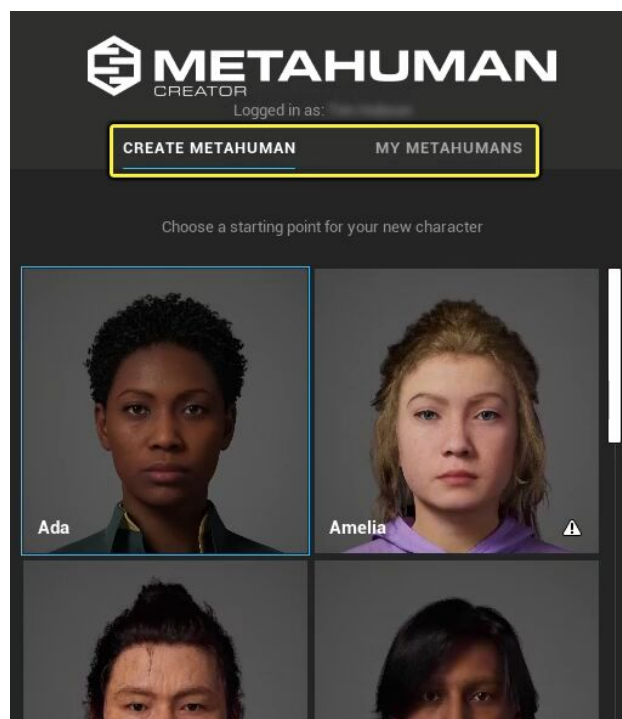 METAHUMAN
CREATOR
Logged in as:
CREATE METAHUMAN MY METAHUMANS
Choose a starting point for your new character
Ada
Amelia